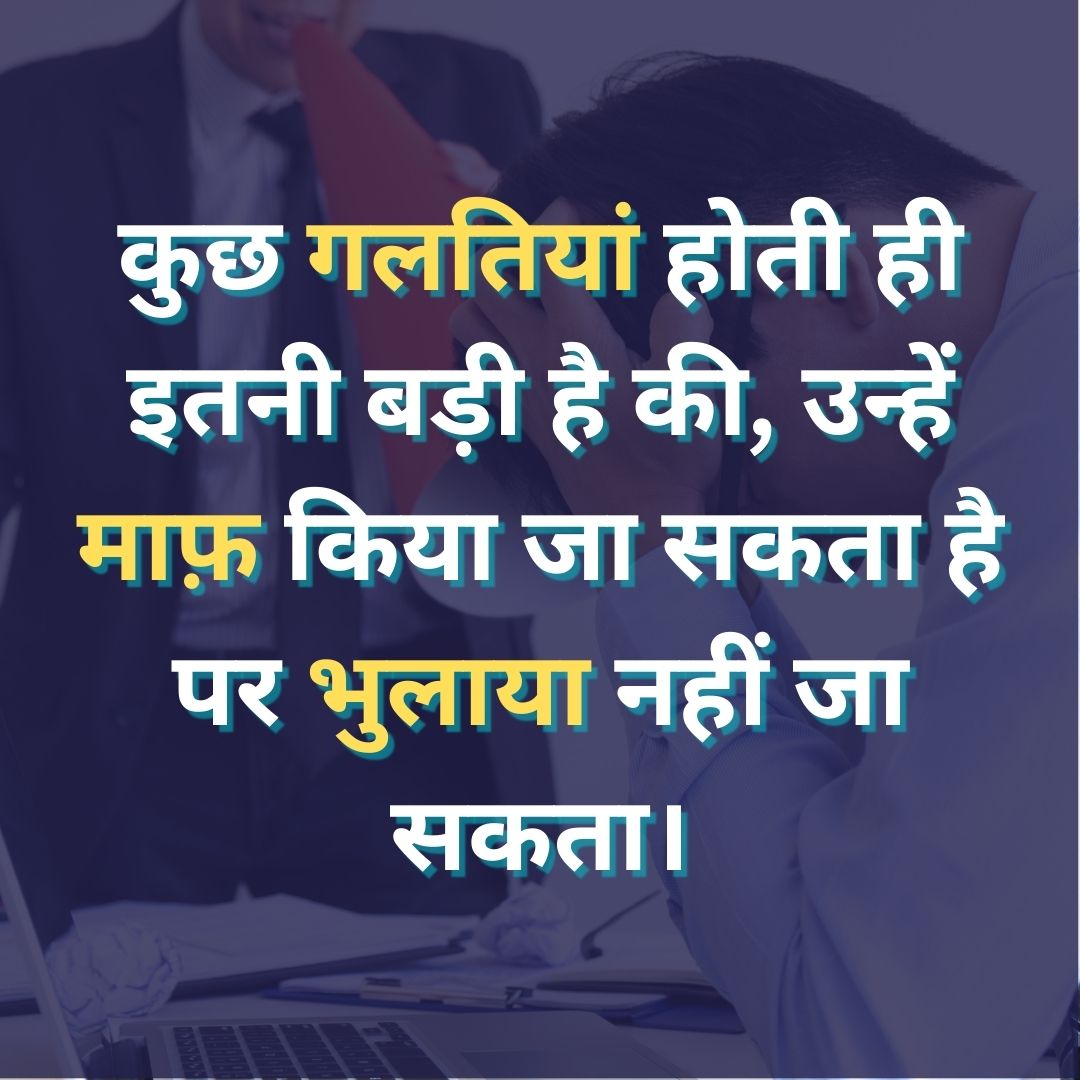 कुछ गलतियां होती ही
इतनी बड़ी है की, उन्हें
माफ़ किया जा सकता है
पर भुलाया नहीं जा
सकता।